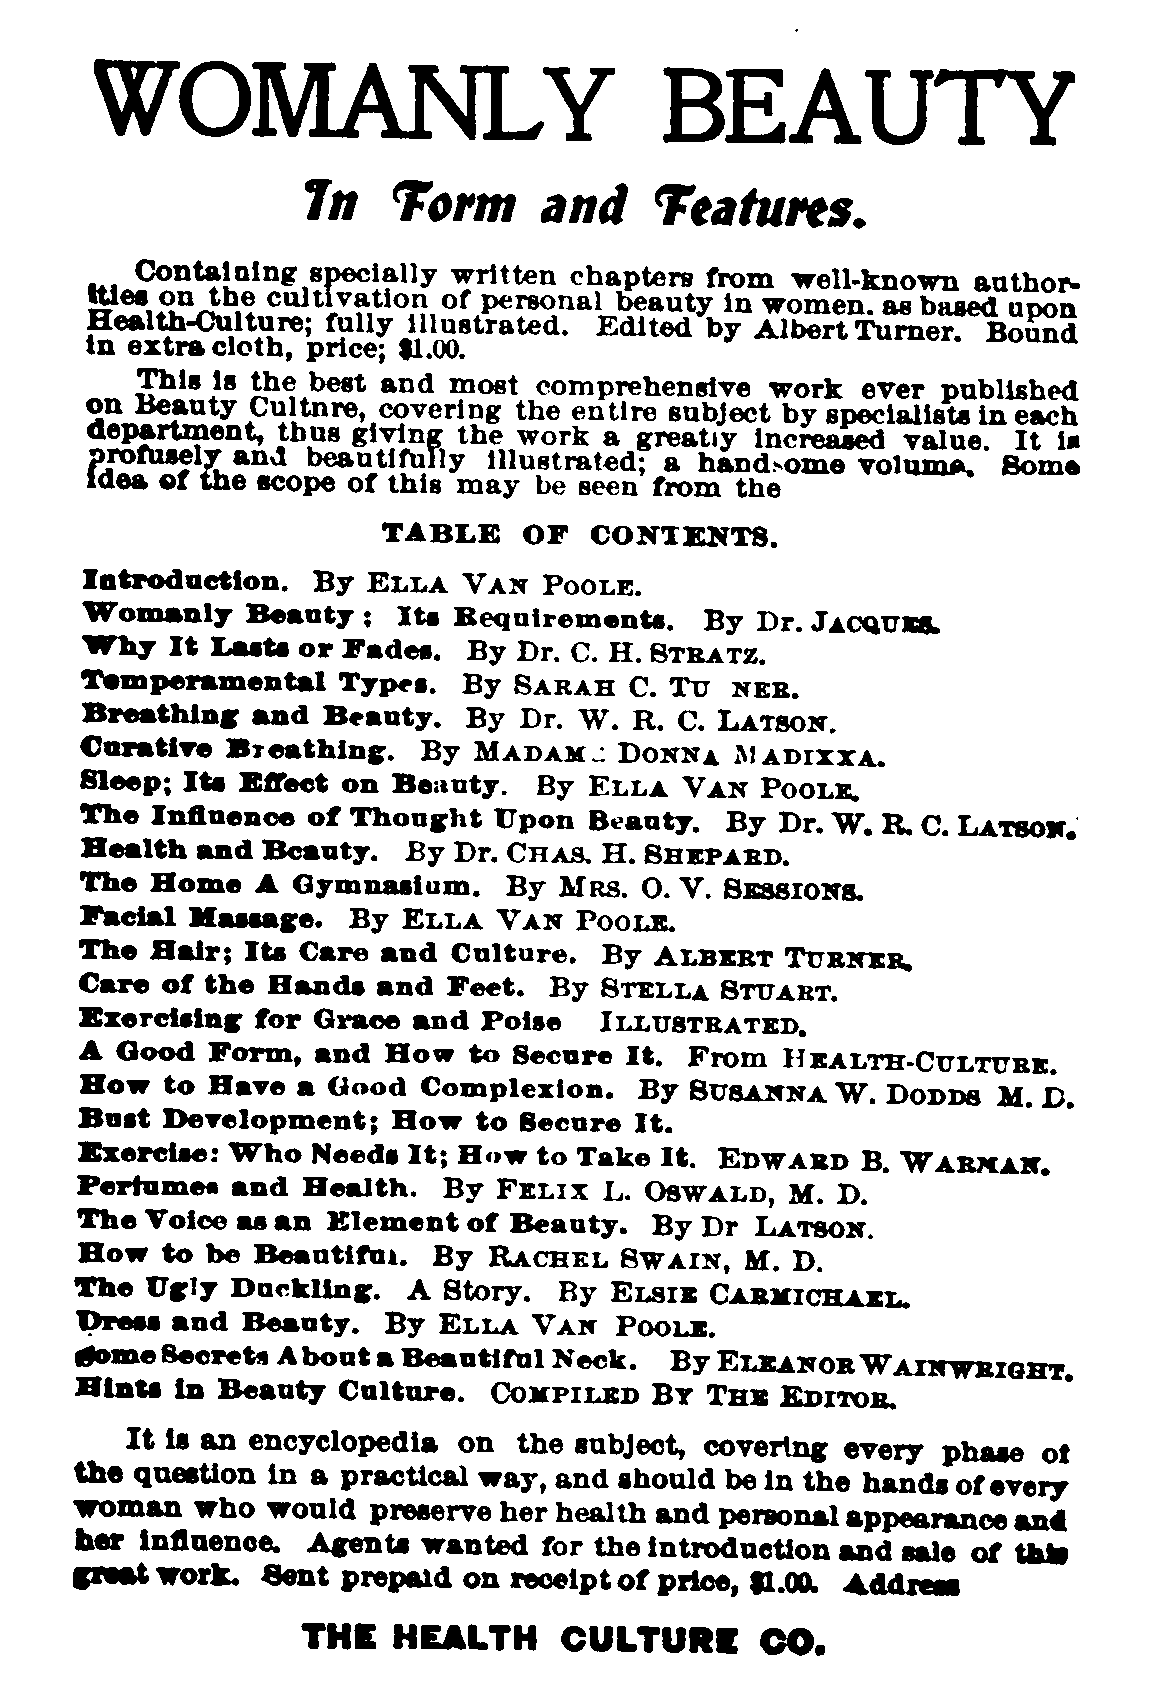 WOMANLY BEAUTY
In Form and Features.
Containing specially written chapters from well-known author-
ities on the cultivation of personal beauty in women. as based upon
Health-Culture; fully illustrated. Edited by Albert Turner. Bound
in extra cloth, price; $1.00.
This is the best and most comprehensive work ever published
on Beauty Cultnre, covering the entire subject by specialists in each
department, thus giving the work a greatly increased value. It is
profusely and beautifully illustrated; a handsome volume. Some
idea of the scope of this may be seen from the
TABLE OF CONTENTS.
Introduction. By ELLA VAN POOLE.
Womanly Beauty; Its Requirements. By Dr. JACQUES.
Why It Lasts or Fades. By Dr. C. H. STRATZ.
Temperamental Types. By SARAH C. TU NER.
Breathing and Beauty. By Dr. W. R. C. LATSON.
Curative Breathing. By MADAME DONNA MADIXXA.
Sleep; Its Effect on Beauty. By ELLA VAN POOLE.
The Influence of Thought Upon Beauty. By Dr. W. R. C. LATSON.
Health and Beauty. By Dr. CHAS. H. SHEPARD.
The Home A Gymnasium. By MRS. O. V. SESSIONS.
Facial Massage. By ELLA VAN POOLE.
The Hair; Its Care and Culture. By ALBERT TURNER.
Care of the Hands and Feet. By STELLA STUART.
Exercising for Grace and Poise ILLUSTRATED.
A Good Form, and How to Secure It. From HEALTH-CULTURE.
How to Have a Good Complexion. By SUSANNA W. DODDS M. D.
Bust Development; How to Secure It.
Exercise: Who Needs It; How to Take It. EDWARD B. WARMAN.
Perfumes and Health. By FELIX L. OSWALD, M. D.
The Voice as an Element of Beauty. By Dr LATSON.
How to be Beautiful. By RACHEL SWAIN, M. D.
The Ugly Duckling. A Story. By ELSIE CARMICHAEL.
Dress and Beauty. By ELLA VAN POOLE.
Some Secrets About a Beautiful Neck. By ELEANOR WAINWRIGHT.
Hints in Beauty Culture. COMPILED BY THE EDITOR.
It is an encyclopedia on the subject, covering every phase of
the question in a practical way, and should be in the hands of every
woman who would preserve her health and personal appearance and
her influence. Agents wanted for the introduction and sale of this
great work. Sent prepaid on receipt of price, $1.00. Address
THE HEALTH CULTURE CO.